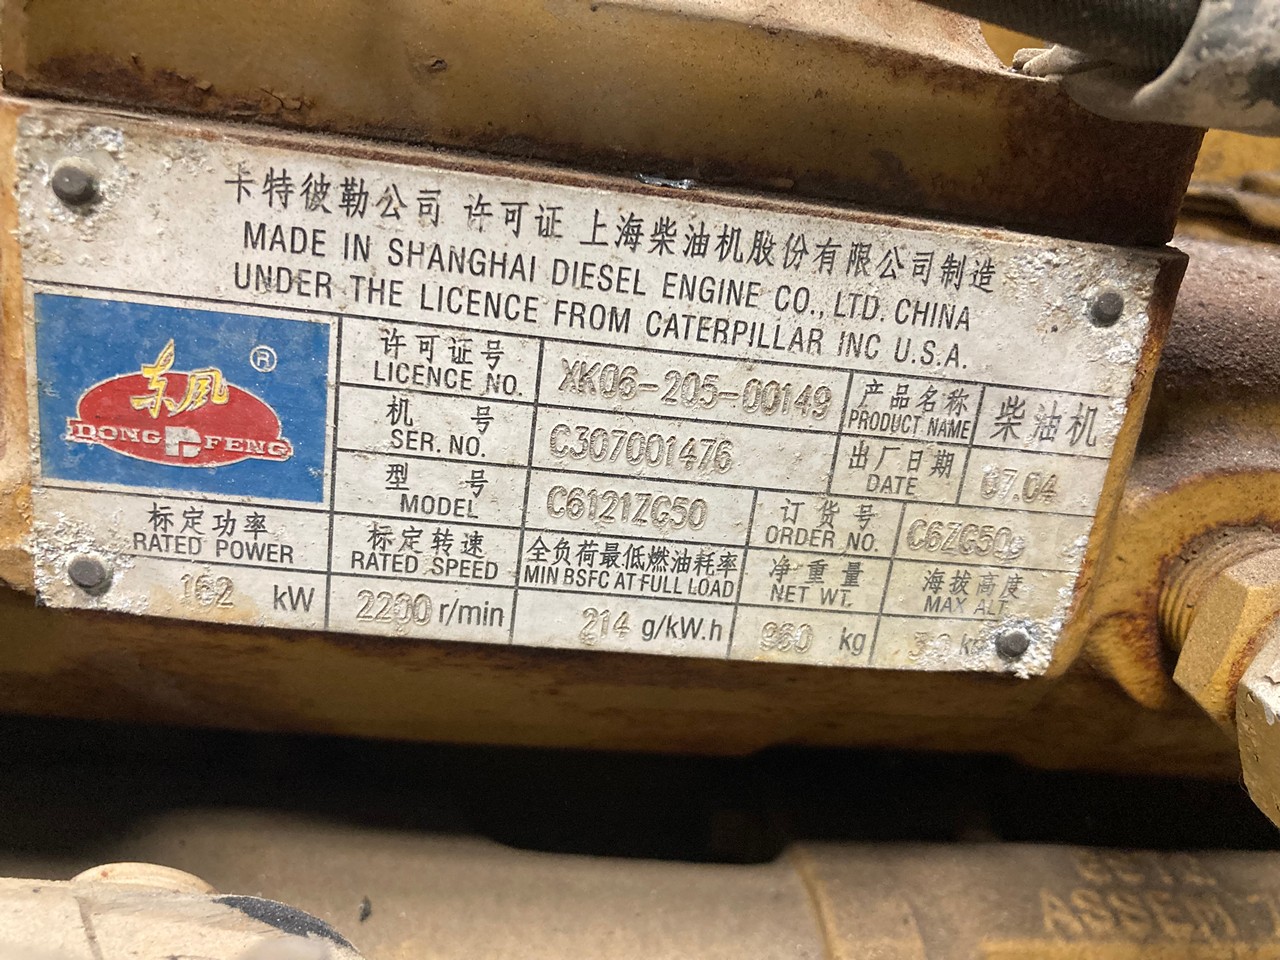 卡特彼勒公司 许可证 上海柴油机股份有限公司制造
MADE IN SHANGHAI DIESEL ENGINE CO., LTD. CHINA
UNDER THE LICENCE FROM CATERPILLAR INC U.S.A.
东风 ®
DONG FENG
许可证号
LICENCE NO.
XK06-205-00149
产品名称
PRODUCT NAME
柴油机
机 号
SER. NO.
C307001476
出厂日期
DATE
07.04
型 号
MODEL
C6121ZG50
订货号
ORDER NO.
C6ZG50
标定功率
RATED POWER
162 kW
标定转速
RATED SPEED
2200 r/min
全负荷最低燃油耗率
MIN BSFC AT FULL LOAD
214 g/kW.h
净重量
NET WT.
960 kg
海拔高度
MAX ALT.
ASSEM